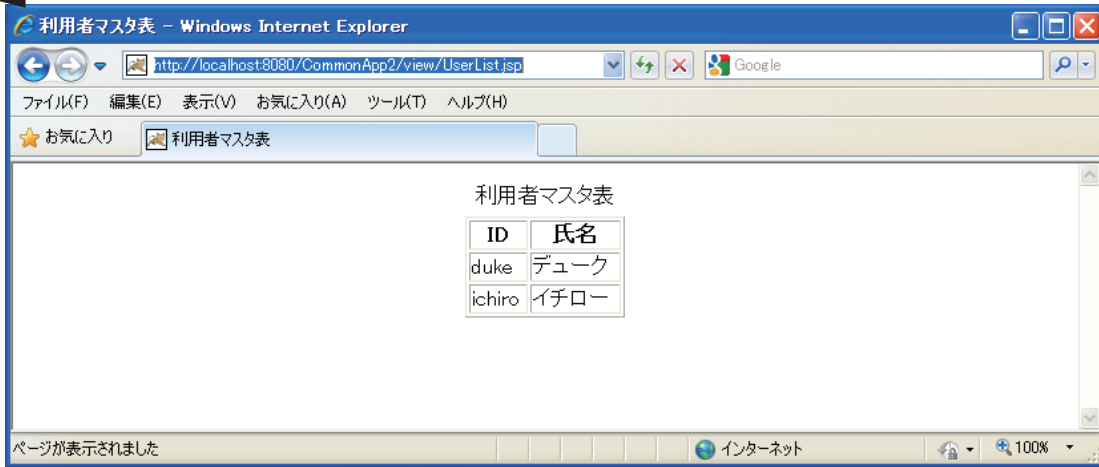 利用者マスタ表 - Windows Internet Explorer
http://localhost:8080/CommonApp2/view/UserList.jsp
Google
ファイル(F) 編集(E) 表示(V) お気に入り(A) ツール(T) ヘルプ(H)
お気に入り 利用者マスタ表
利用者マスタ表
ID 氏名
duke デューク
ichiro イチロー
ページが表示されました インターネット 100%